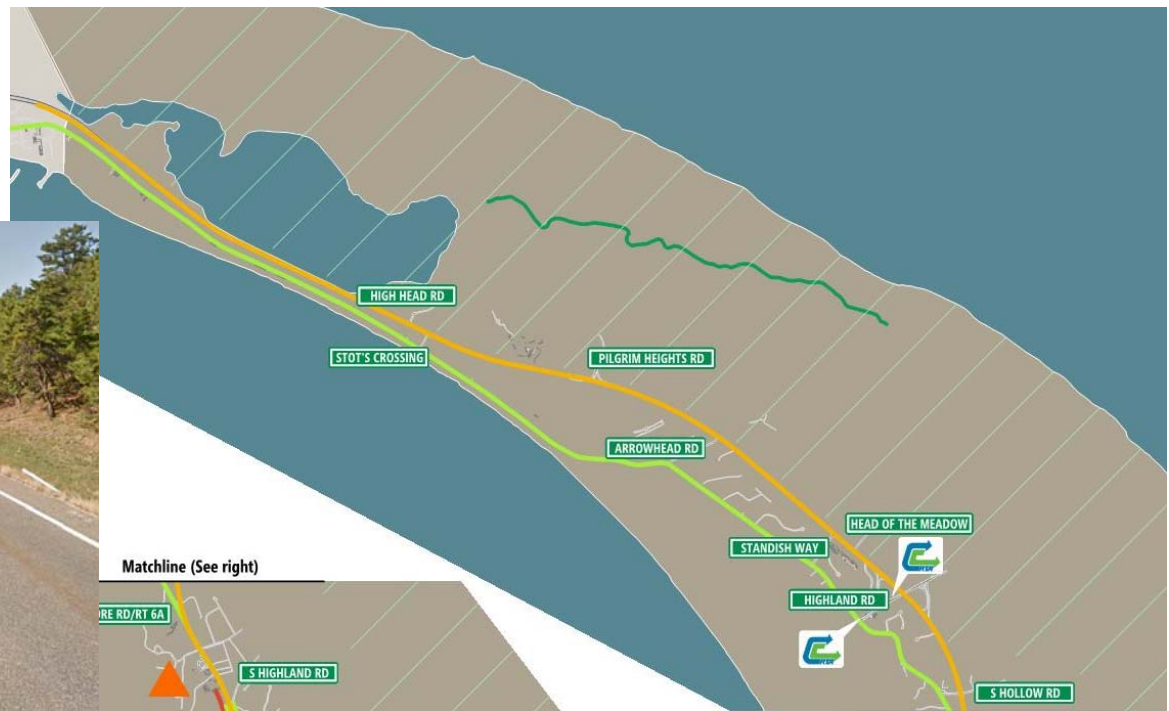 HIGH HEAD RD
STOT'S CROSSING
PILGRIM HEIGHTS RD
ARROWHEAD RD
HEAD OF THE MEADOW
STANDISH WAY
HIGHLAND RD
S HOLLOW RD
Matchline (See right)
ORE RD/RT 6A
S HIGHLAND RD